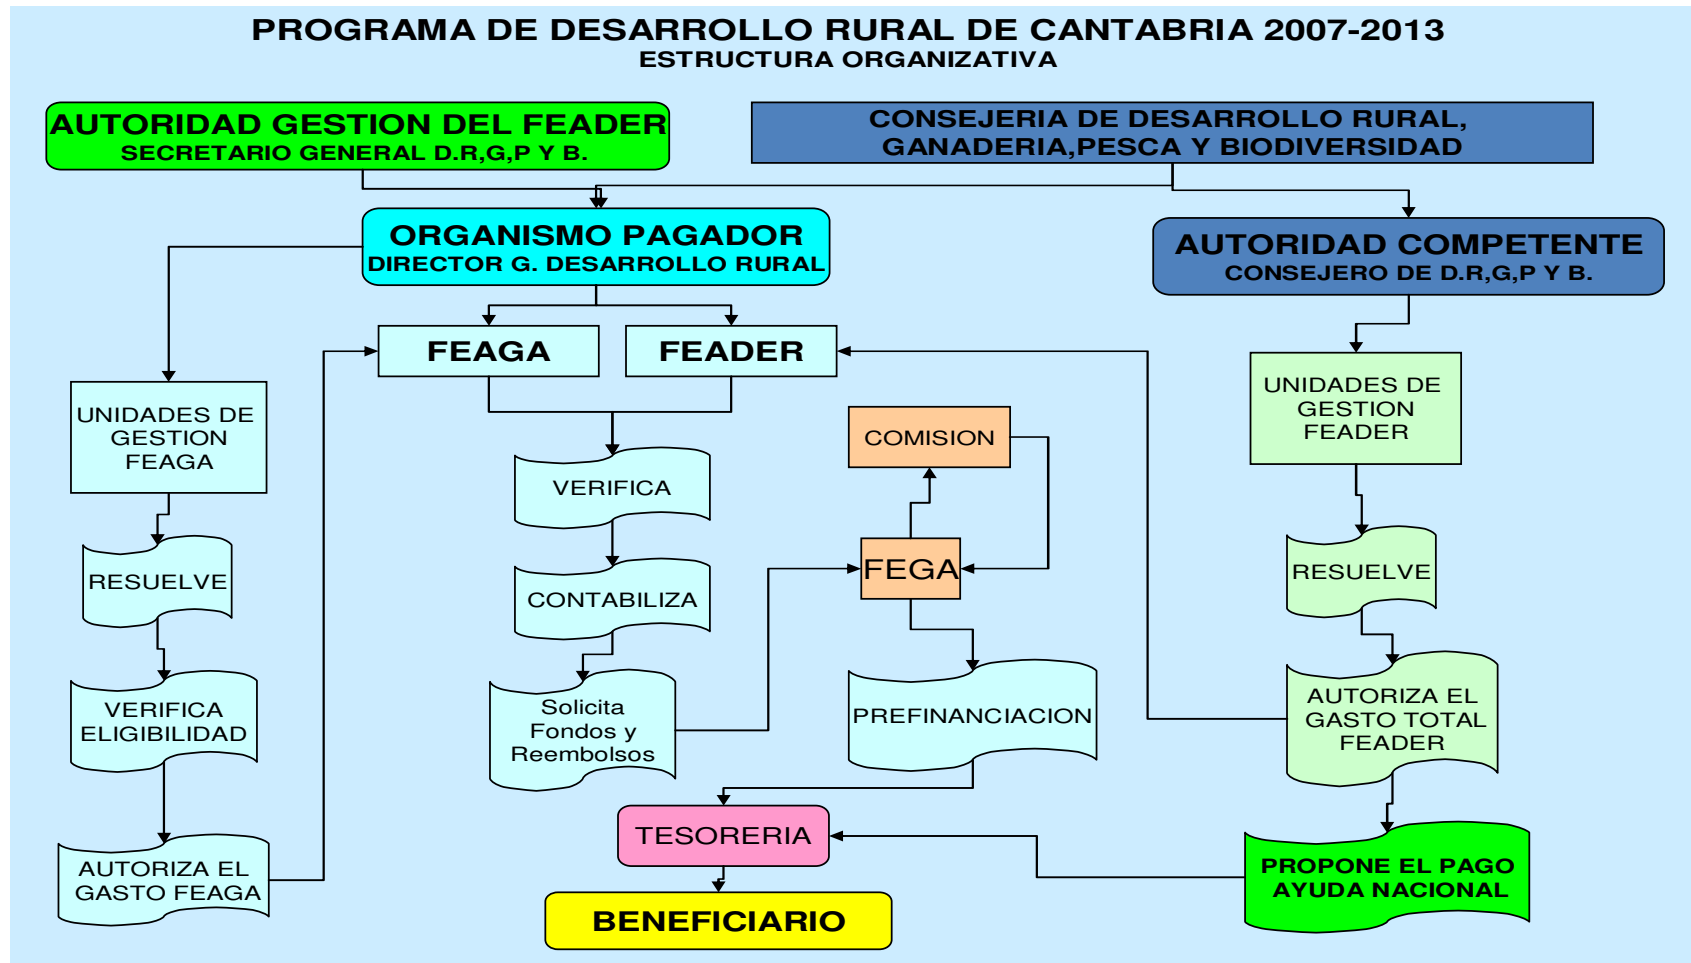 PROGRAMA DE DESARROLLO RURAL DE CANTABRIA 2007-2013
ESTRUCTURA ORGANIZATIVA
AUTORIDAD GESTION DEL FEADER
SECRETARIO GENERAL D.R,G,P Y B.
CONSEJERIA DE DESARROLLO RURAL,
GANADERIA,PESCA Y BIODIVERSIDAD
ORGANISMO PAGADOR
DIRECTOR G. DESARROLLO RURAL
AUTORIDAD COMPETENTE
CONSEJERO DE D.R,G,P Y B.
FEAGA
FEADER
UNIDADES DE
GESTION
FEAGA
UNIDADES DE
GESTION
FEADER
COMISION
VERIFICA
FEGA
RESUELVE
CONTABILIZA
RESUELVE
VERIFICA
ELIGIBILIDAD
Solicita
Fondos y
Reembolsos
PREFINANCIACION
AUTORIZA EL
GASTO TOTAL
FEADER
TESORERIA
AUTORIZA EL
GASTO FEAGA
PROPONE EL PAGO
AYUDA NACIONAL
BENEFICIARIO